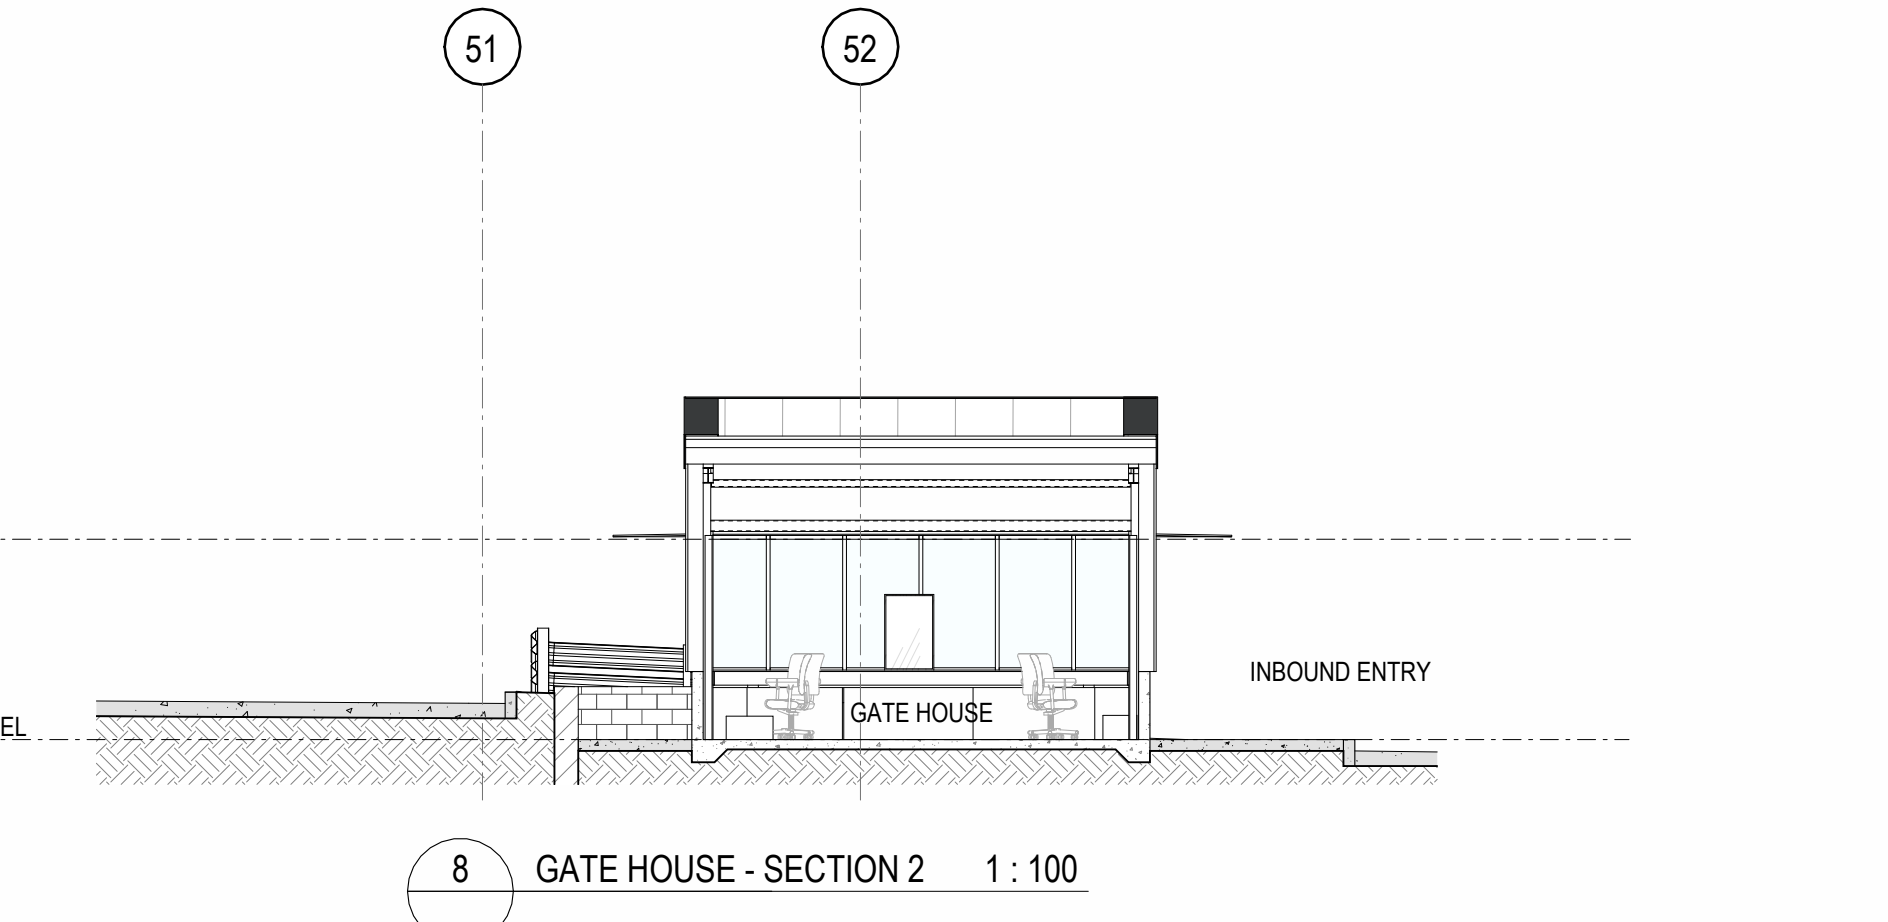 51
52
INBOUND ENTRY
GATE HOUSE
EL
8
GATE HOUSE - SECTION 2
1 : 100